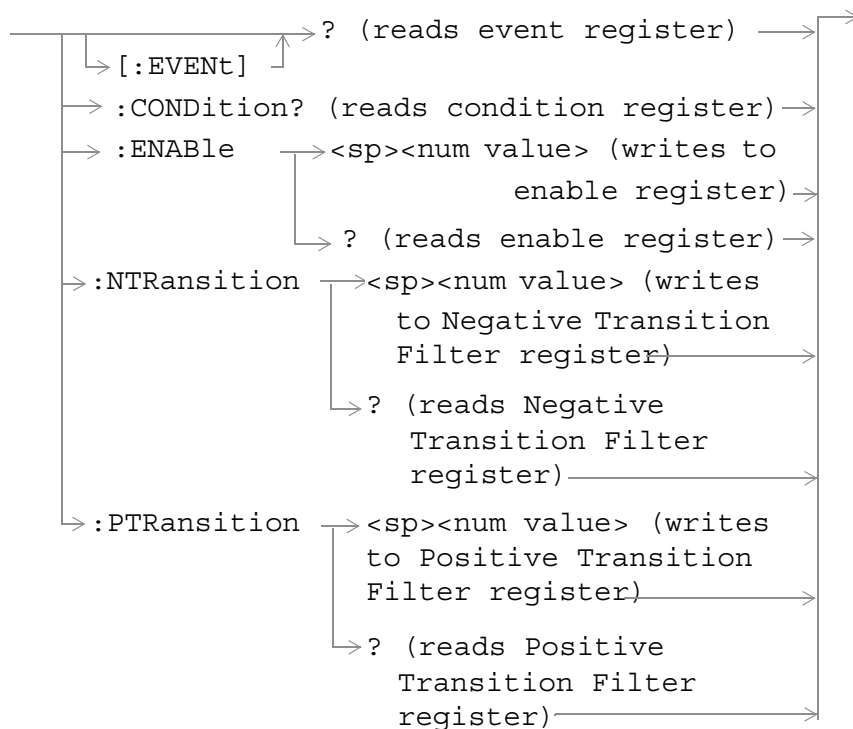 ? (reads event register)
[:EVENt]
:CONDition? (reads condition register)
:ENABle <sp><num value> (writes to
enable register)
? (reads enable register)
:NTRansition <sp><num value> (writes
to Negative Transition
Filter register)
? (reads Negative
Transition Filter
register)
:PTRansition <sp><num value> (writes
to Positive Transition
Filter register)
? (reads Positive
Transition Filter
register)